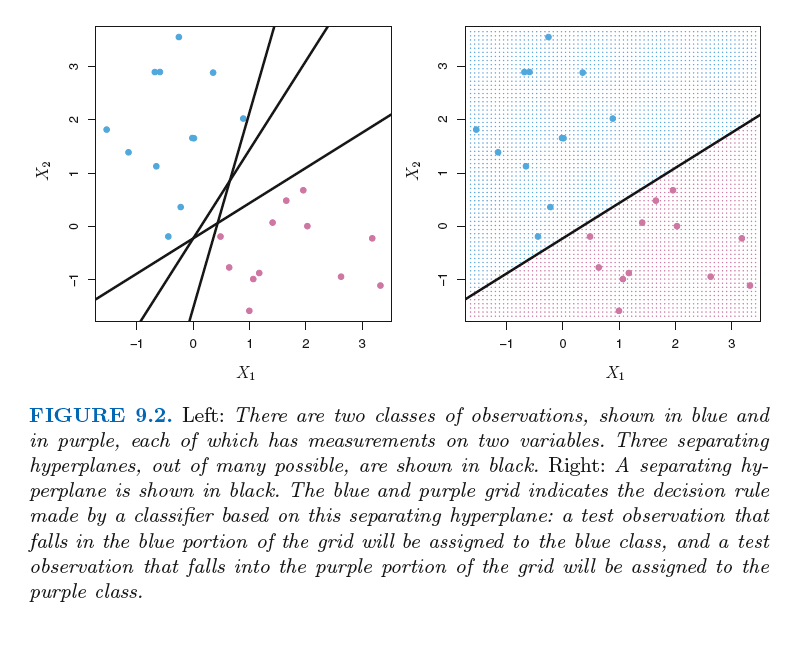 3
2
1
0
−1
X2
−1
0
1
2
3
X1
3
2
1
0
−1
X2
−1
0
1
2
3
X1
FIGURE 9.2. Left: There are two classes of observations, shown in blue and
in purple, each of which has measurements on two variables. Three separating
hyperplanes, out of many possible, are shown in black. Right: A separating hy-
perplane is shown in black. The blue and purple grid indicates the decision rule
made by a classifier based on this separating hyperplane: a test observation that
falls in the blue portion of the grid will be assigned to the blue class, and a test
observation that falls into the purple portion of the grid will be assigned to the
purple class.